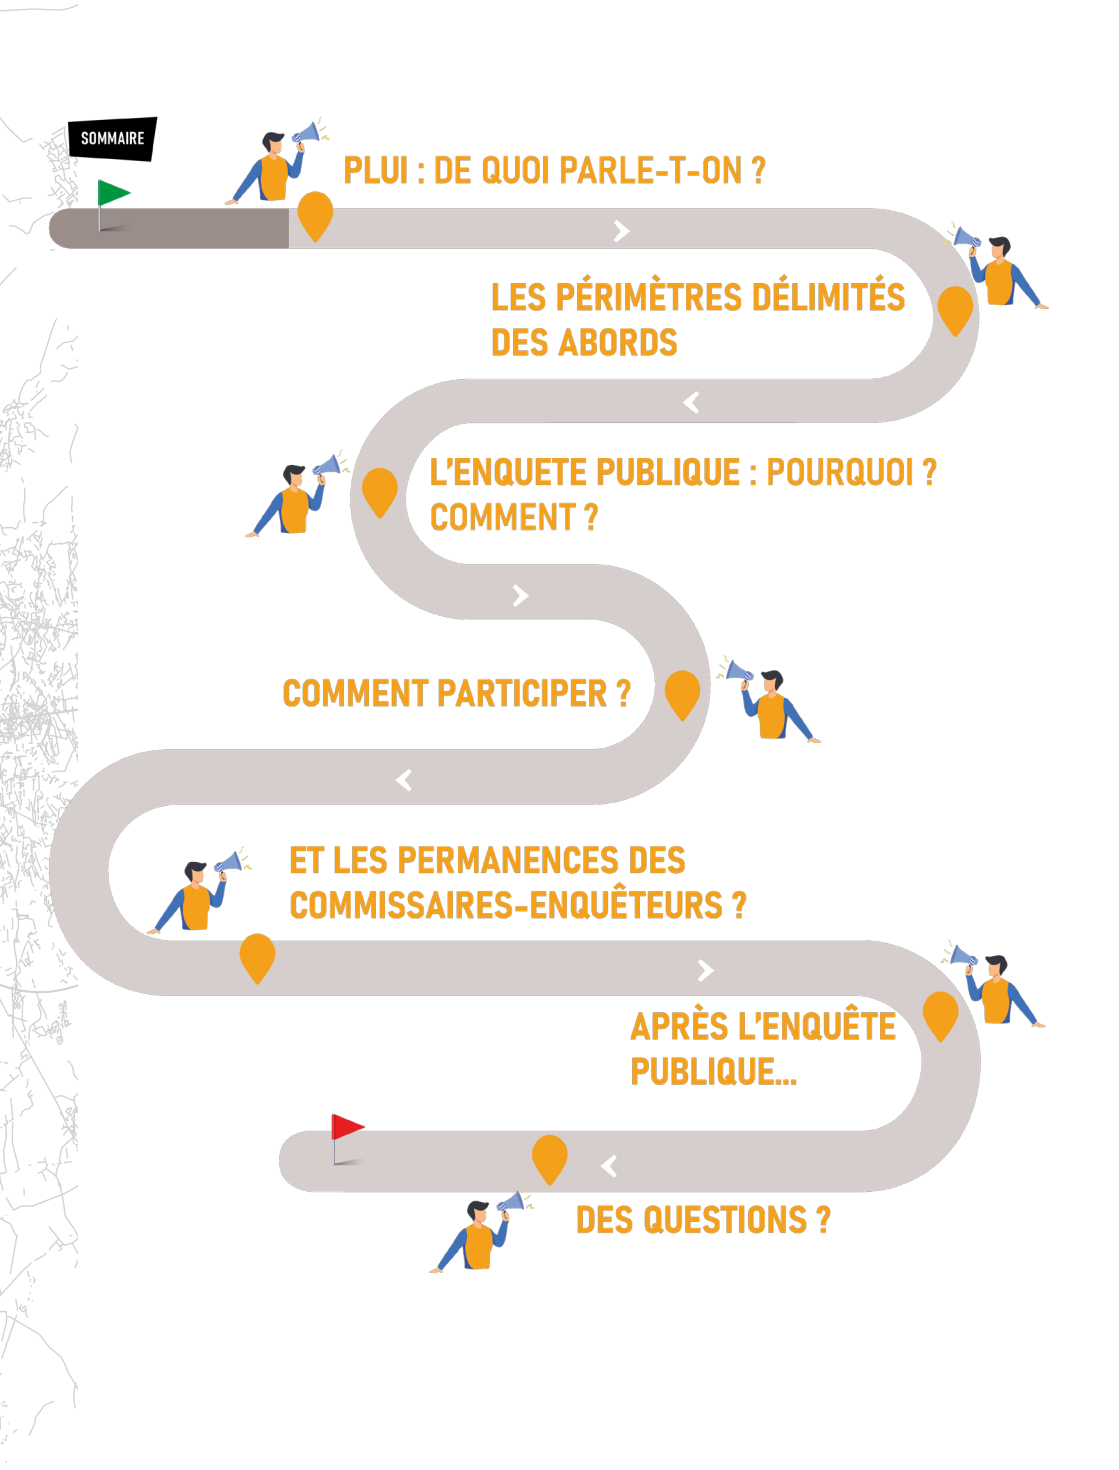 SOMMAIRE
PLUI : DE QUOI PARLE-T-ON ?
LES PÉRIMÈTRES DÉLIMITÉS
DES ABORDS
L'ENQUETE PUBLIQUE : POURQUOI ?
COMMENT ?
COMMENT PARTICIPER ?
ET LES PERMANENCES DES
COMMISSAIRES-ENQUÊTEURS ?
APRÈS L'ENQUÊTE
PUBLIQUE...
DES QUESTIONS ?